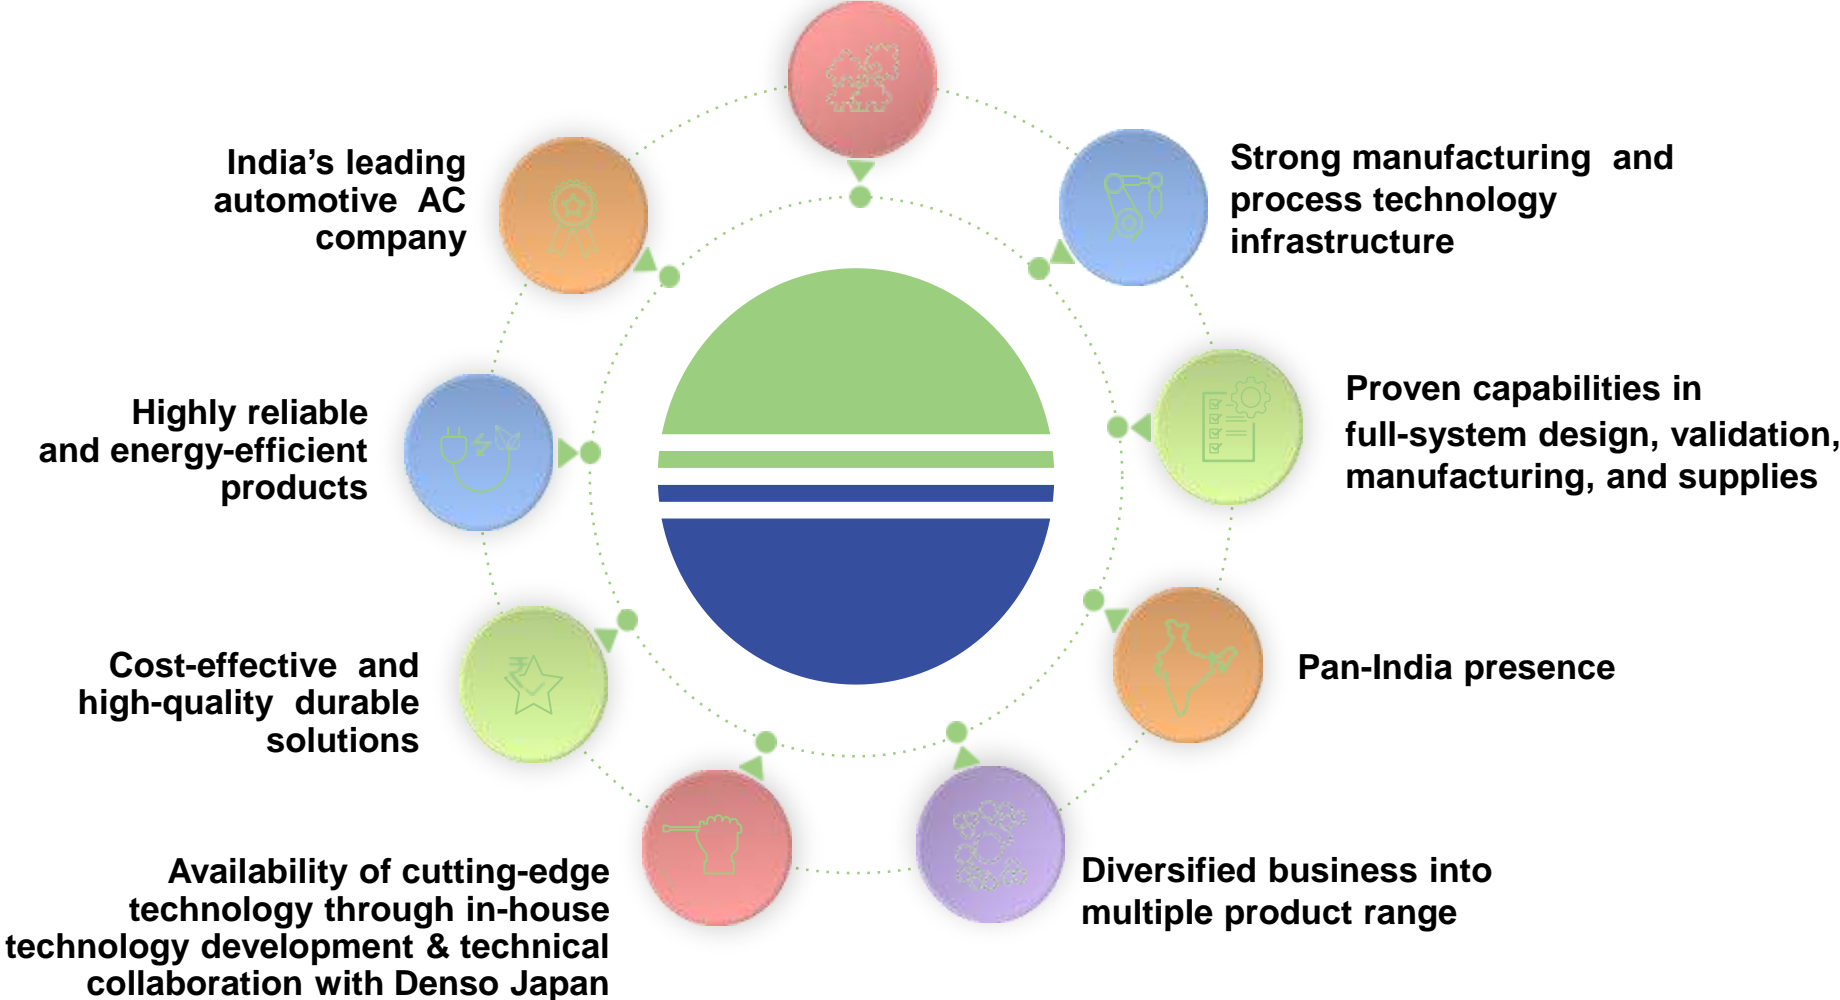 India’s leading
automotive AC
company
Strong manufacturing and
process technology
infrastructure
Highly reliable
and energy-efficient
products
Proven capabilities in
full-system design, validation,
manufacturing, and supplies
Cost-effective and
high-quality durable
solutions
Pan-India presence
Availability of cutting-edge
technology through in-house
technology development & technical
collaboration with Denso Japan
Diversified business into
multiple product range